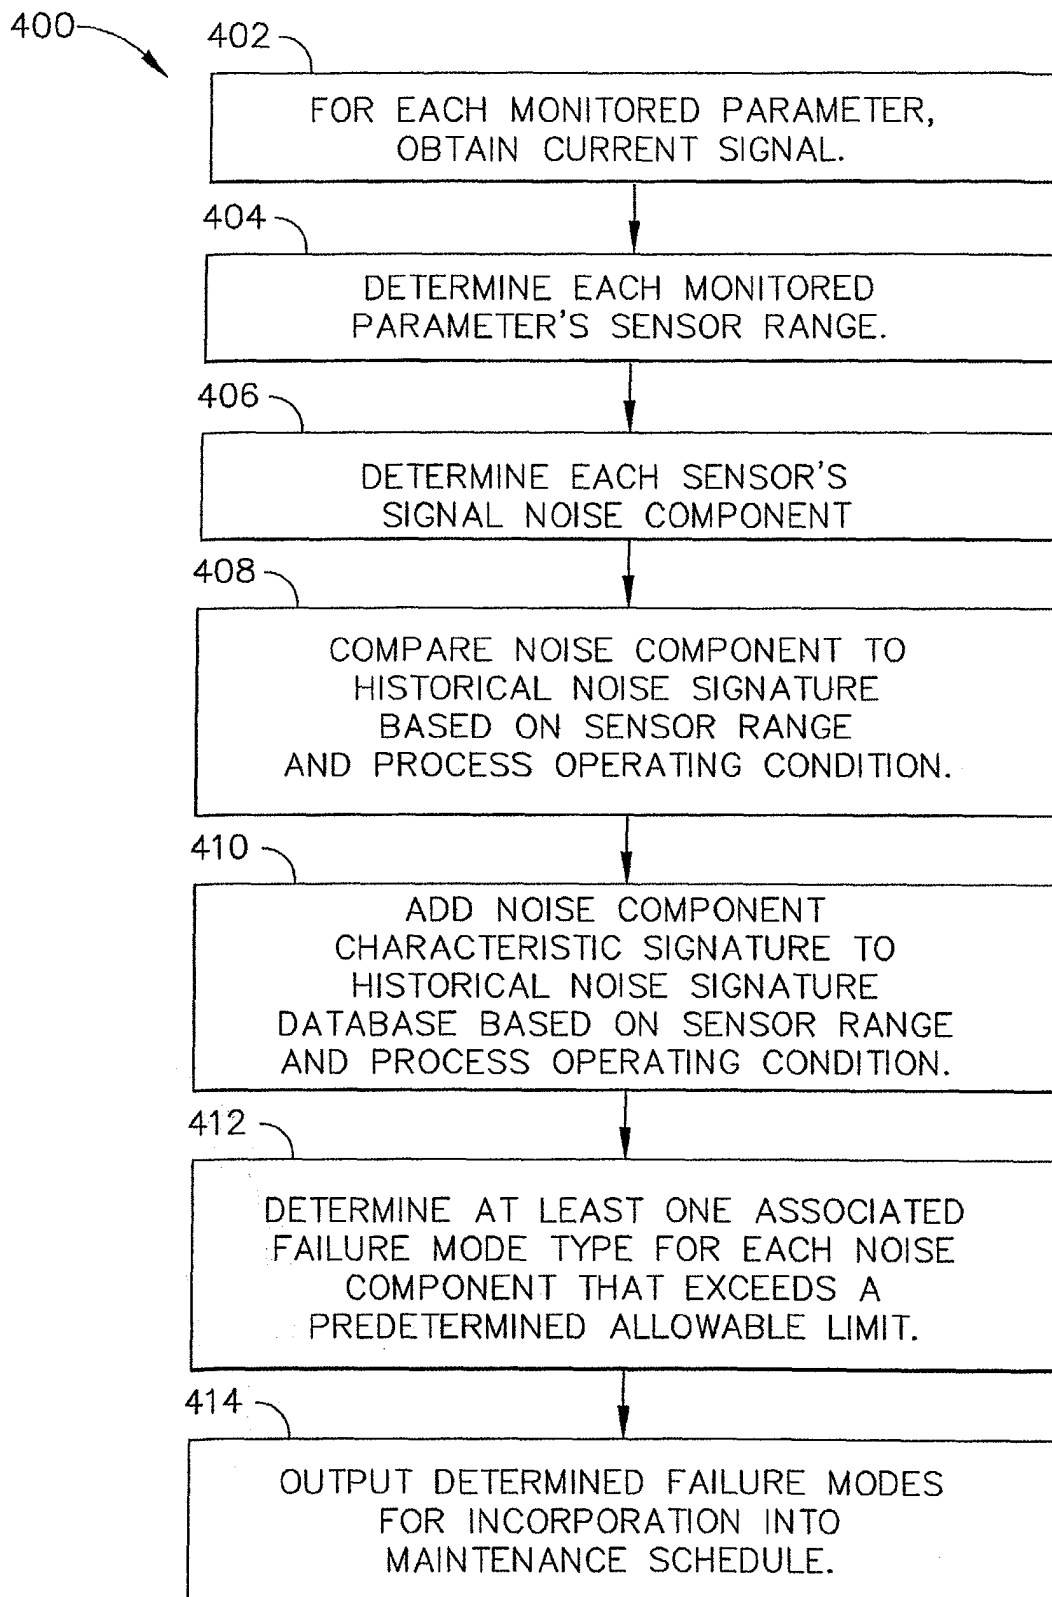 400
402
FOR EACH MONITORED PARAMETER,
OBTAIN CURRENT SIGNAL.
404
DETERMINE EACH MONITORED
PARAMETER'S SENSOR RANGE.
406
DETERMINE EACH SENSOR'S
SIGNAL NOISE COMPONENT
408
COMPARE NOISE COMPONENT TO
HISTORICAL NOISE SIGNATURE
BASED ON SENSOR RANGE
AND PROCESS OPERATING CONDITION.
410
ADD NOISE COMPONENT
CHARACTERISTIC SIGNATURE TO
HISTORICAL NOISE SIGNATURE
DATABASE BASED ON SENSOR RANGE
AND PROCESS OPERATING CONDITION.
412
DETERMINE AT LEAST ONE ASSOCIATED
FAILURE MODE TYPE FOR EACH NOISE
COMPONENT THAT EXCEEDS A
PREDETERMINED ALLOWABLE LIMIT.
414
OUTPUT DETERMINED FAILURE MODES
FOR INCORPORATION INTO
MAINTENANCE SCHEDULE.